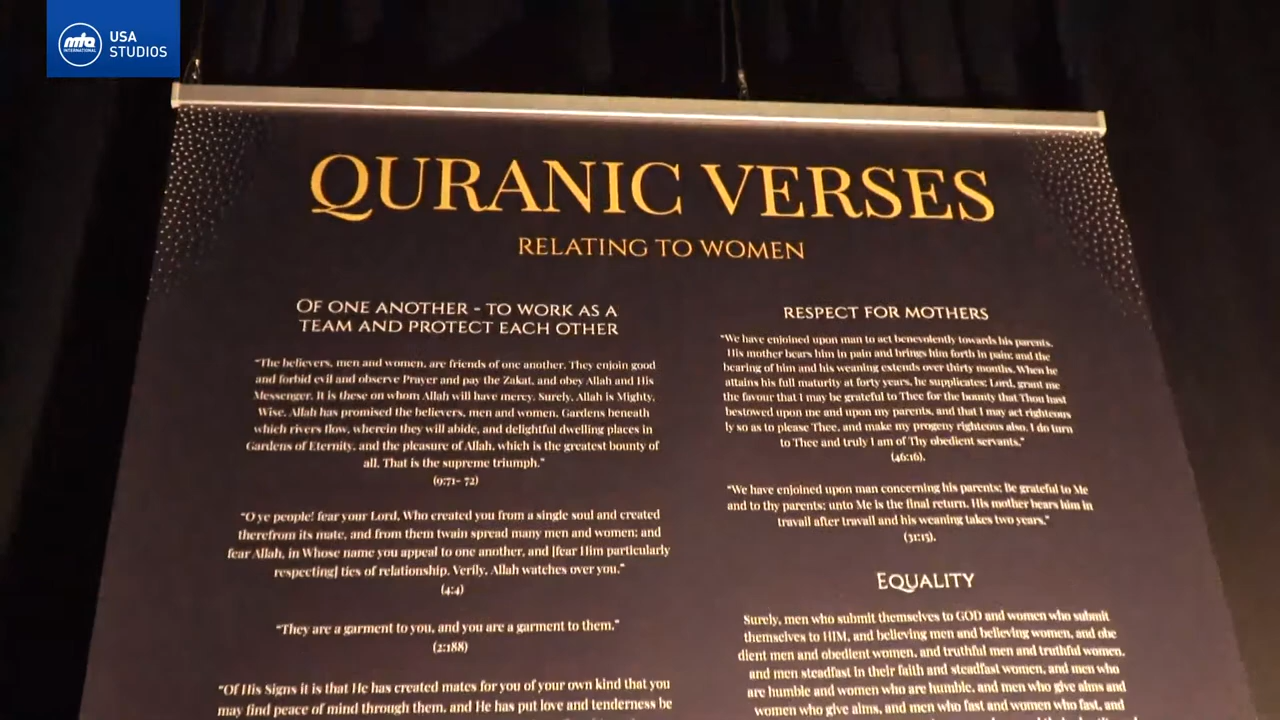 mta
INTERNATIONAL
USA
STUDIOS
QURANIC VERSES
RELATING TO WOMEN
OF ONE ANOTHER - TO WORK AS A
TEAM AND PROTECT EACH OTHER
"The believers, men and women, are friends of one another. They enjoin good
and forbid evil and observe Prayer and pay the Zakat, and obey Allah and His
Messenger. It is these on whom Allah will have mercy. Surely, Allah is Mighty,
Wise. Allah has promised the believers, men and women, Gardens beneath
which rivers flow, wherein they will abide, and delightful dwelling places in
Gardens of Eternity, and the pleasure of Allah, which is the greatest bounty of
all. That is the supreme triumph."
(9:71- 72)
"O ye people! fear your Lord, Who created you from a single soul and created
therefrom its mate, and from them twain spread many men and women; and
fear Allah, in Whose name you appeal to one another, and [fear Him particularly
respecting] ties of relationship. Verily, Allah watches over you."
(4:4)
"They are a garment to you, and you are a garment to them."
(2:188)
"Of His Signs it is that He has created mates for you of your own kind that you
may find peace of mind through them, and He has put love and tenderness be
RESPECT FOR MOTHERS
"We have enjoined upon man to act benevolently towards his parents.
His mother bears him in pain and brings him forth in pain; and the
bearing of him and his weaning extends over thirty months. When he
attains his full maturity at forty years, he supplicates: Lord, grant me
the favour that I may be grateful to Thee for the bounty that Thou hast
bestowed upon me and upon my parents, and that I may act righteous
ly so as to please Thee, and make my progeny righteous also. I do turn
to Thee and truly I am of Thy obedient servants."
(46:16).
"We have enjoined upon man concerning his parents: Be grateful to Me
and to thy parents; unto Me is the final return. His mother bears him in
travail after travail and his weaning takes two years."
(31:15).
EQUALITY
Surely, men who submit themselves to GOD and women who submit
themselves to HIM, and believing men and believing women, and obe
dient men and obedient women, and truthful men and truthful women,
and men steadfast in their faith and steadfast women, and men who
are humble and women who are humble, and men who give alms and
women who give alms, and men who fast and women who fast, and